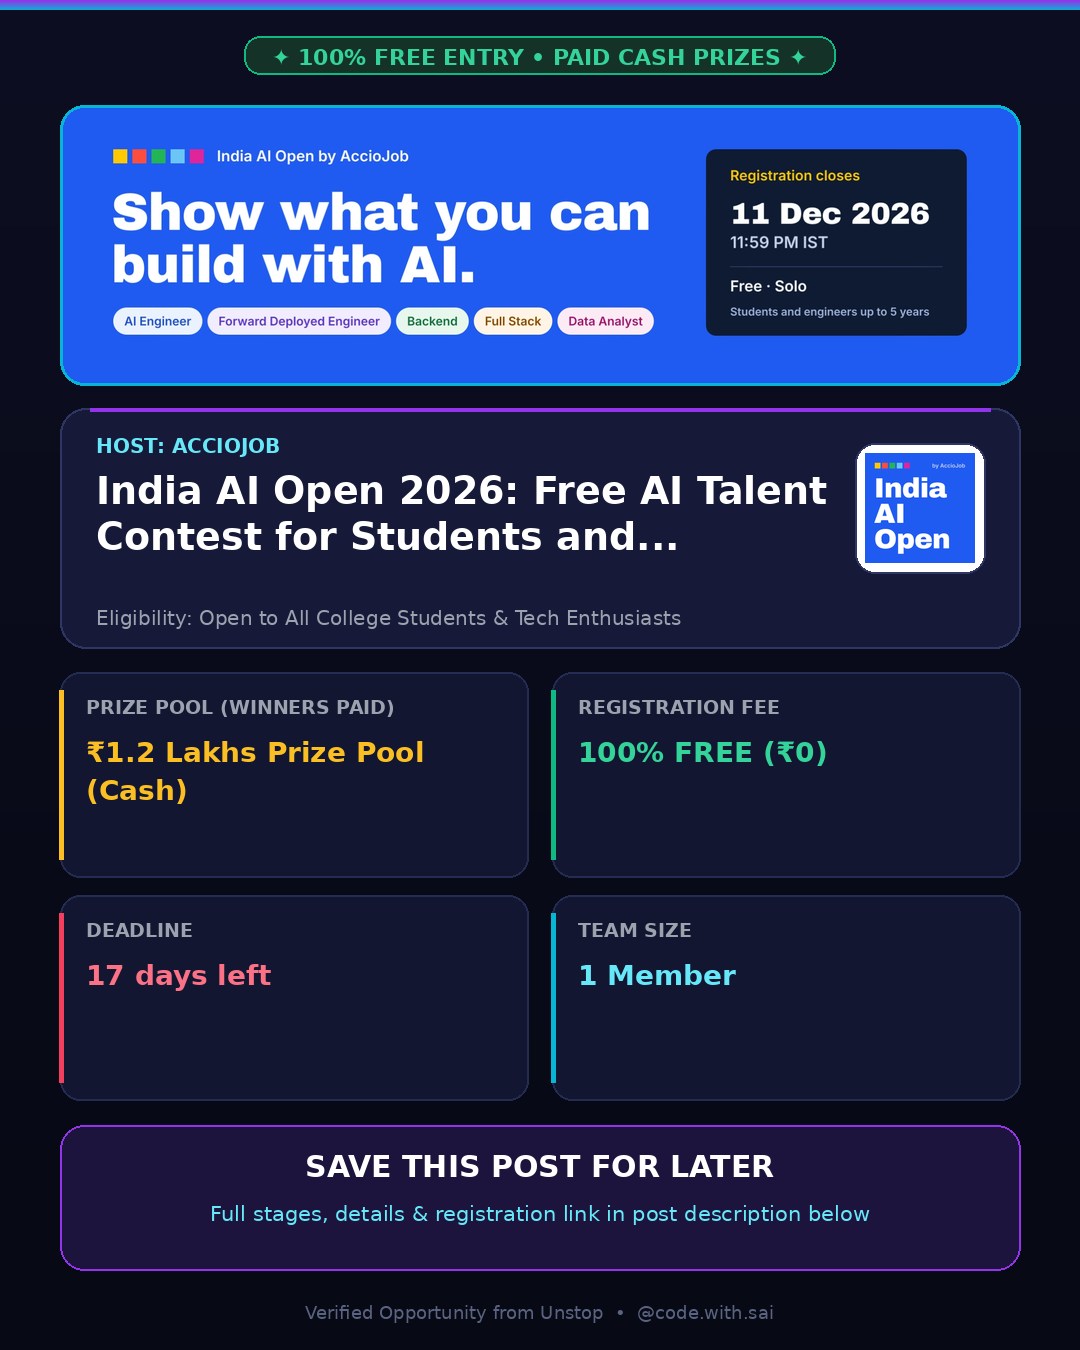 ✦ 100% FREE ENTRY • PAID CASH PRIZES ✦
India AI Open by AccioJob
Show what you can
build with AI.
AI Engineer
Forward Deployed Engineer
Backend
Full Stack
Data Analyst
Registration closes
11 Dec 2026
11:59 PM IST
Free · Solo
Students and engineers up to 5 years
HOST: ACCIOJOB
India AI Open 2026: Free AI Talent
Contest for Students and...
Eligibility: Open to All College Students & Tech Enthusiasts
by AccioJob
India
AI
Open
PRIZE POOL (WINNERS PAID)
₹1.2 Lakhs Prize Pool
(Cash)
REGISTRATION FEE
100% FREE (₹0)
DEADLINE
17 days left
TEAM SIZE
1 Member
SAVE THIS POST FOR LATER
Full stages, details & registration link in post description below
Verified Opportunity from Unstop • @code.with.sai